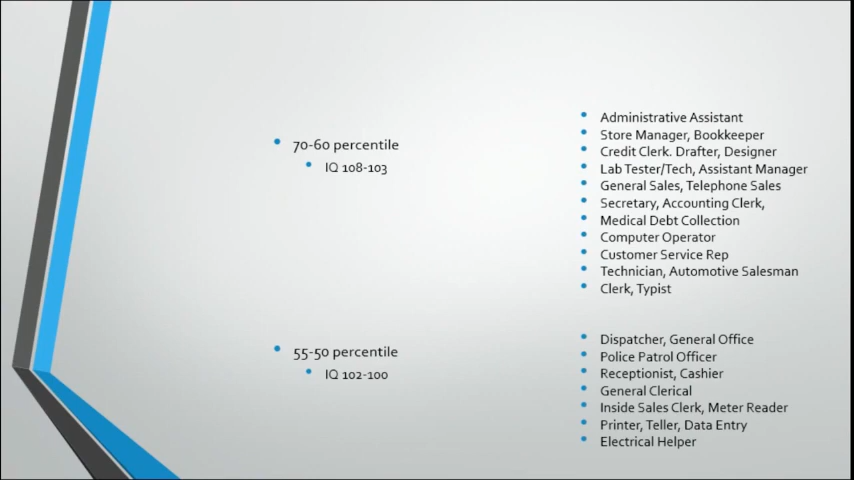 70-60 percentile
IQ 108-103
Administrative Assistant
Store Manager, Bookkeeper
Credit Clerk. Drafter, Designer
Lab Tester/Tech, Assistant Manager
General Sales, Telephone Sales
Secretary, Accounting Clerk,
Medical Debt Collection
Computer Operator
Customer Service Rep
Technician, Automotive Salesman
Clerk, Typist
55-50 percentile
IQ 102-100
Dispatcher, General Office
Police Patrol Officer
Receptionist, Cashier
General Clerical
Inside Sales Clerk, Meter Reader
Printer, Teller, Data Entry
Electrical Helper